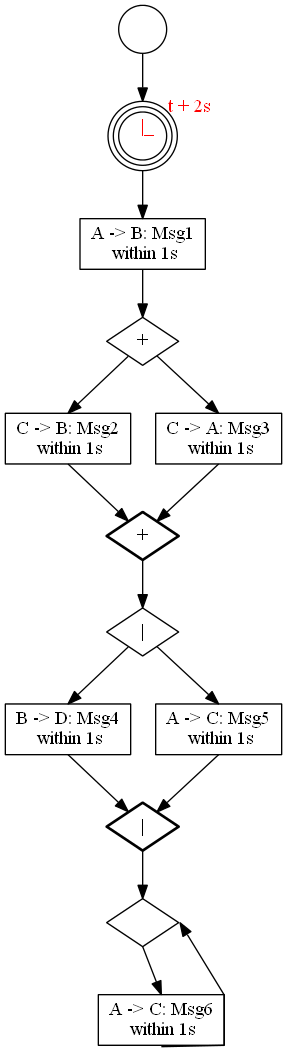 t + 2s
A -> B: Msg1
within 1s
+
C -> B: Msg2
within 1s
C -> A: Msg3
within 1s
+
|
B -> D: Msg4
within 1s
A -> C: Msg5
within 1s
|
A -> C: Msg6
within 1s